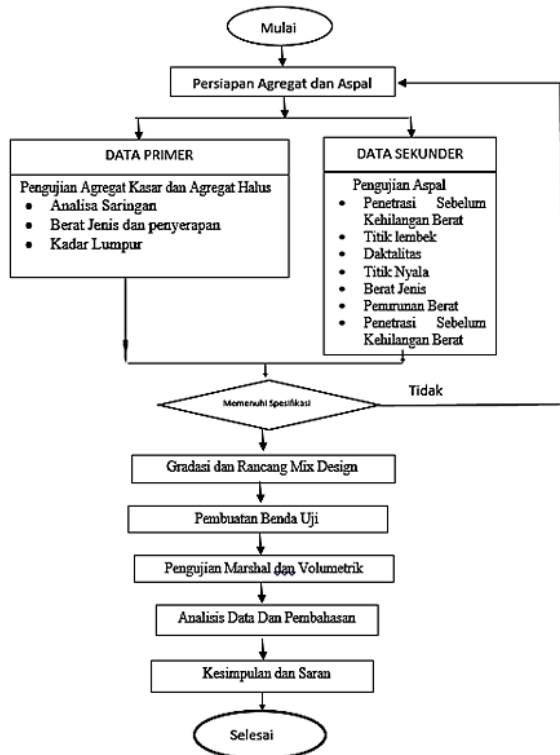 Mulai
Persiapan Agregat dan Aspal
DATA PRIMER
Pengujian Agregat Kasar dan Agregat Halus
• Analisa Saringan
• Berat Jenis dan penyerapan
• Kadar Lumpur
DATA SEKUNDER
Pengujian Aspal
• Penetrasi Sebelum
Kehilangan Berat
• Titik lembek
• Daktalitas
• Titik Nyala
• Berat Jenis
• Penurunan Berat
• Penetrasi Sebelum
Kehilangan Berat
Memenuhi Spesifikasi
Tidak
Gradasi dan Rancang Mix Design
Pembuatan Benda Uji
Pengujian Marshal dan Volumetrik
Analisis Data Dan Pembahasan
Kesimpulan dan Saran
Selesai